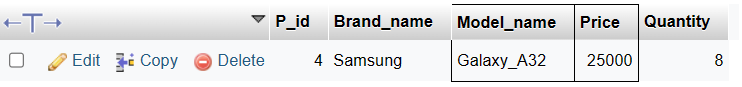 P_id Brand_name Model_name Price Quantity
Edit Copy Delete 4 Samsung Galaxy_A32 25000 8